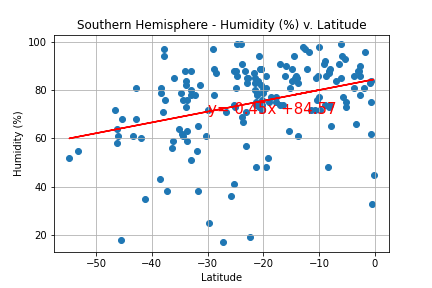 Southern Hemisphere - Humidity (%) v. Latitude
100
80
60
40
20
Humidity (%)
y = 0.45x +84.57
−50 −40 −30 −20 −10 0
Latitude